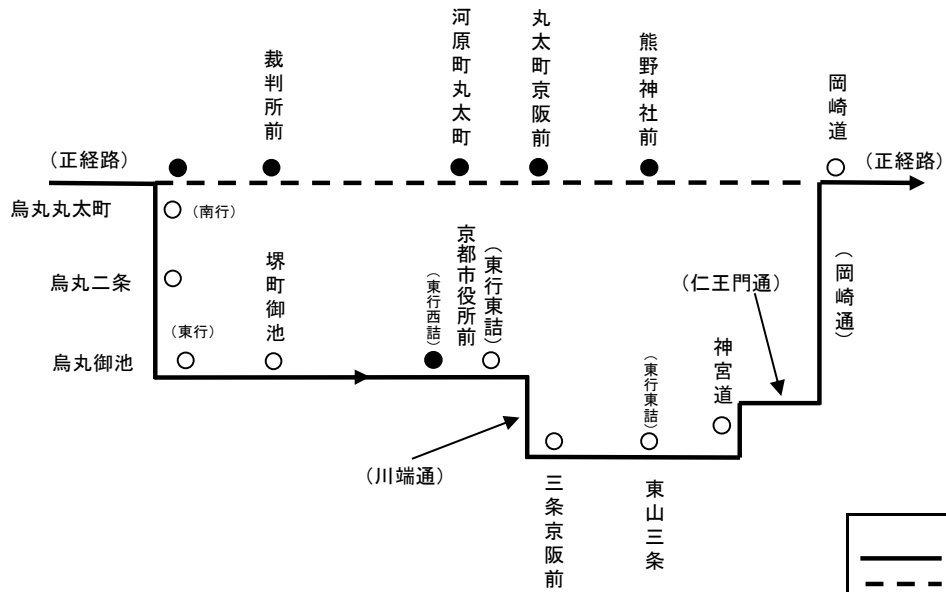 裁判所前
河原町丸太町
丸太町京阪前
熊野神社前
岡崎道
（正経路）
（正経路）
烏丸丸太町
（南行）
烏丸二条
堺町御池
（東行西詰）
京都市役所前
（東行東詰）
（仁王門通）
（岡崎通）
（東行）
烏丸御池
（東行東詰）
神宮道
（川端通）
三条京阪前
東山三条